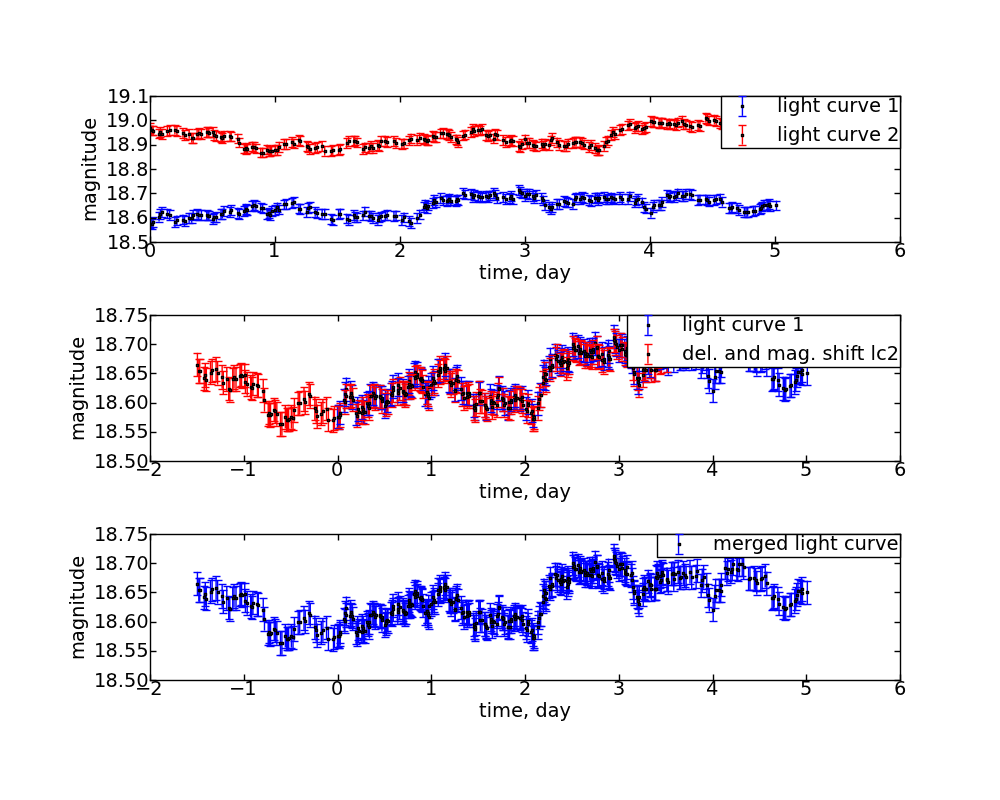 19.1
19.0
18.9
18.8
18.7
18.6
18.5
magnitude
light curve 1
light curve 2
0 1 2 3 4 5 6
time, day
18.75
18.70
18.65
18.60
18.55
18.50
magnitude
light curve 1
del. and mag. shift lc2
−2 −1 0 1 2 3 4 5 6
time, day
18.75
18.70
18.65
18.60
18.55
18.50
magnitude
merged light curve
−2 −1 0 1 2 3 4 5 6
time, day